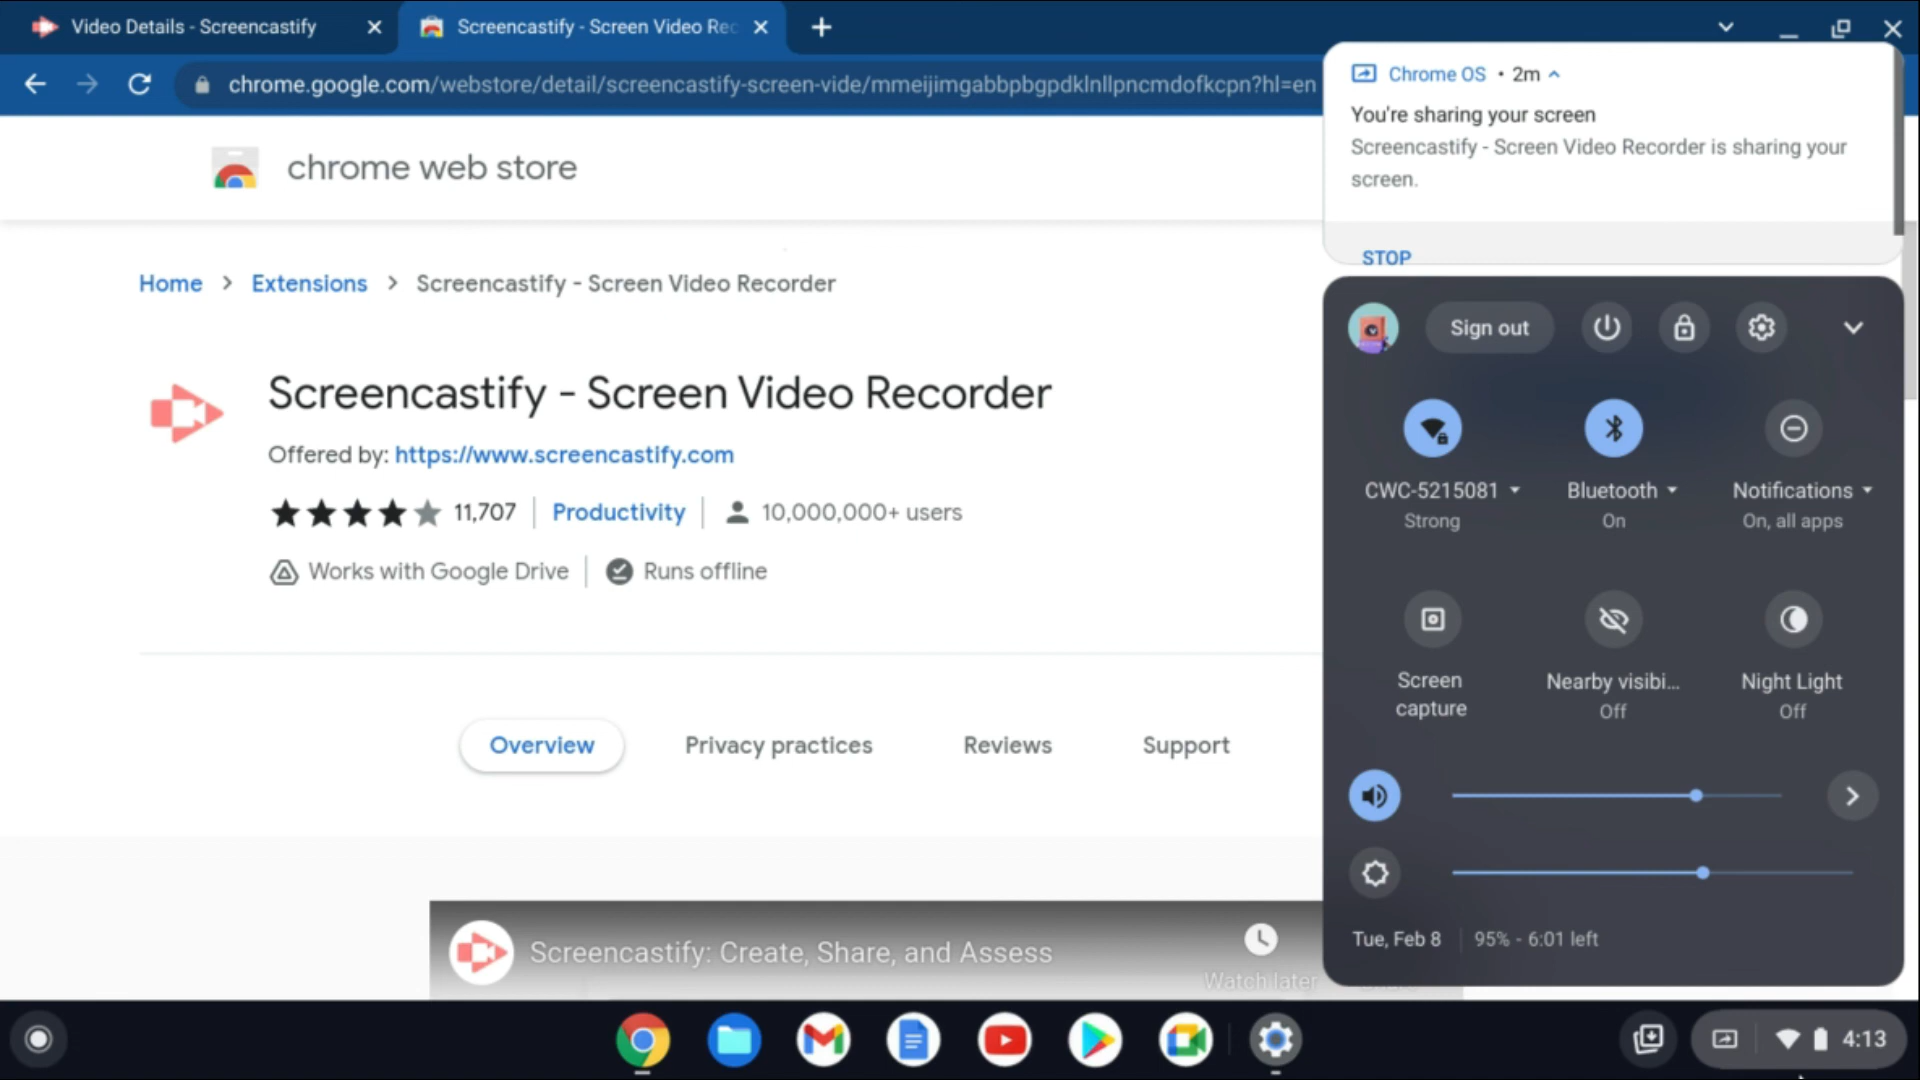 Video Details - Screencastify
Screencastify - Screen Video Rec
chrome.google.com/webstore/detail/screencastify-screen-vide/mmeijimgabbpbgpdklnllpncmdofkcpn?hl=en
chrome web store
Home > Extensions > Screencastify - Screen Video Recorder
Screencastify - Screen Video Recorder
Offered by: https://www.screencastify.com
11,707 Productivity 10,000,000+ users
Works with Google Drive Runs offline
Overview Privacy practices Reviews Support
Screencastify: Create, Share, and Assess
Watch later
Chrome OS • 2m
You're sharing your screen
Screencastify - Screen Video Recorder is sharing your
screen.
STOP
Sign out
CWC-5215081 Bluetooth Notifications
Strong On On, all apps
Screen
capture
Nearby visibi... Night Light
Off Off
Tue, Feb 8 95% - 6:01 left
4:13